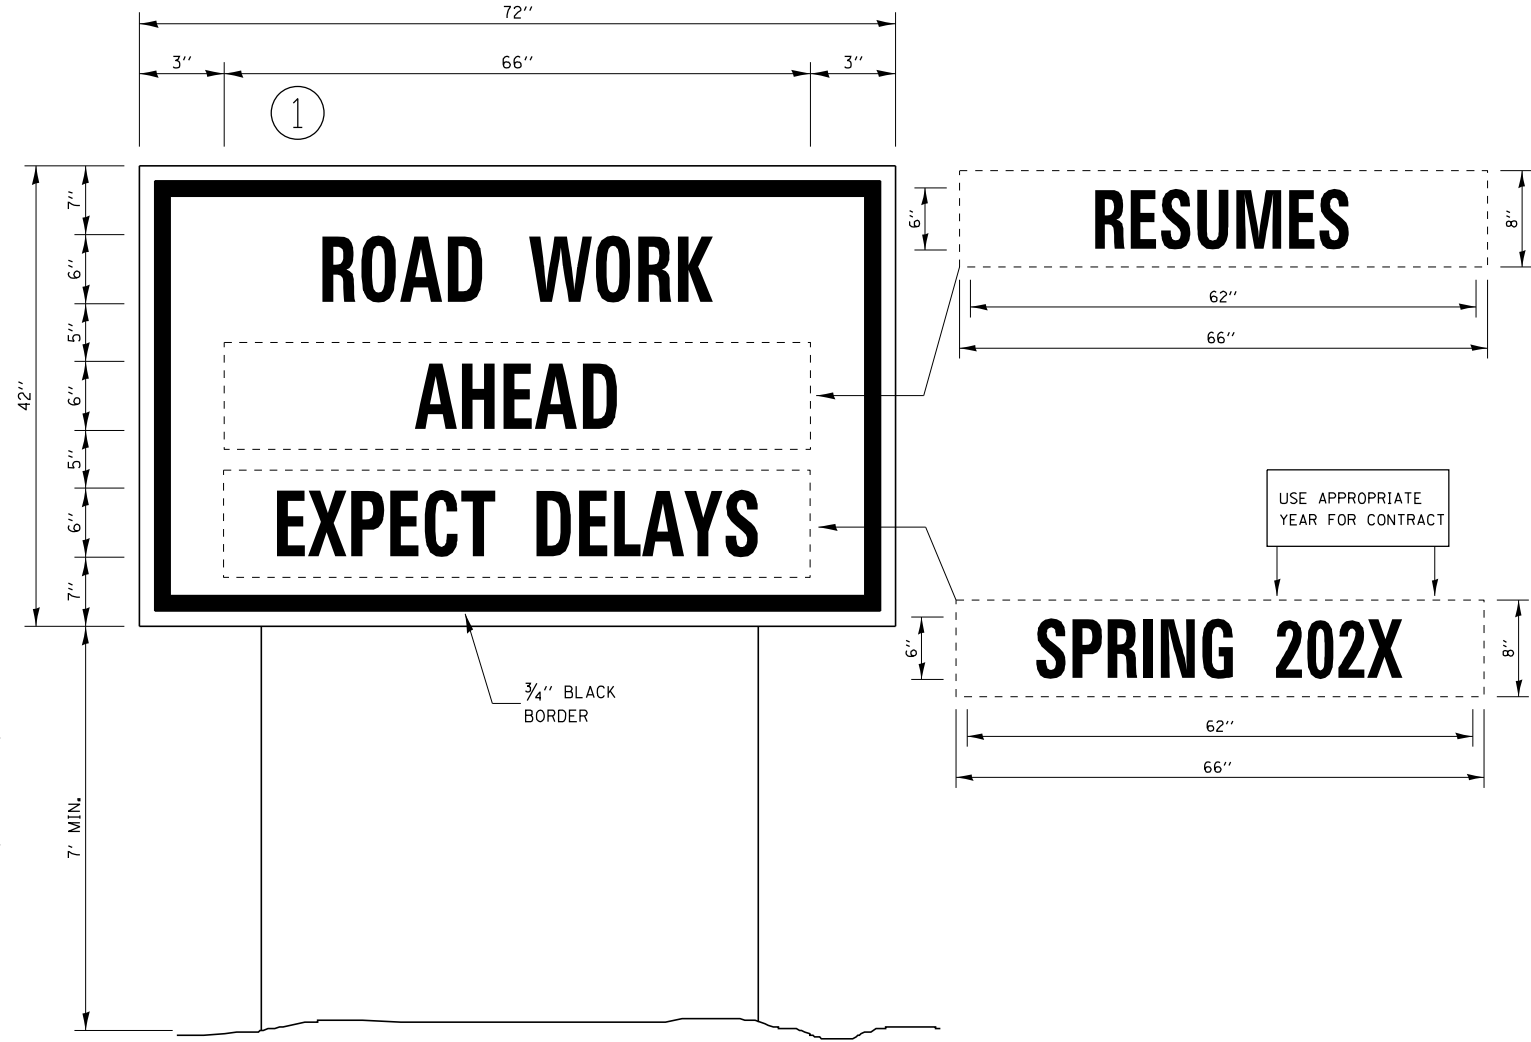 72''
3'' 66'' 3''
1
7''
6''
5''
6''
5''
6''
7''
42''
7' MIN.
ROAD WORK
AHEAD
EXPECT DELAYS
3/4'' BLACK
BORDER
6''
RESUMES
8''
62''
66''
USE APPROPRIATE
YEAR FOR CONTRACT
6''
SPRING 202X
8''
62''
66''